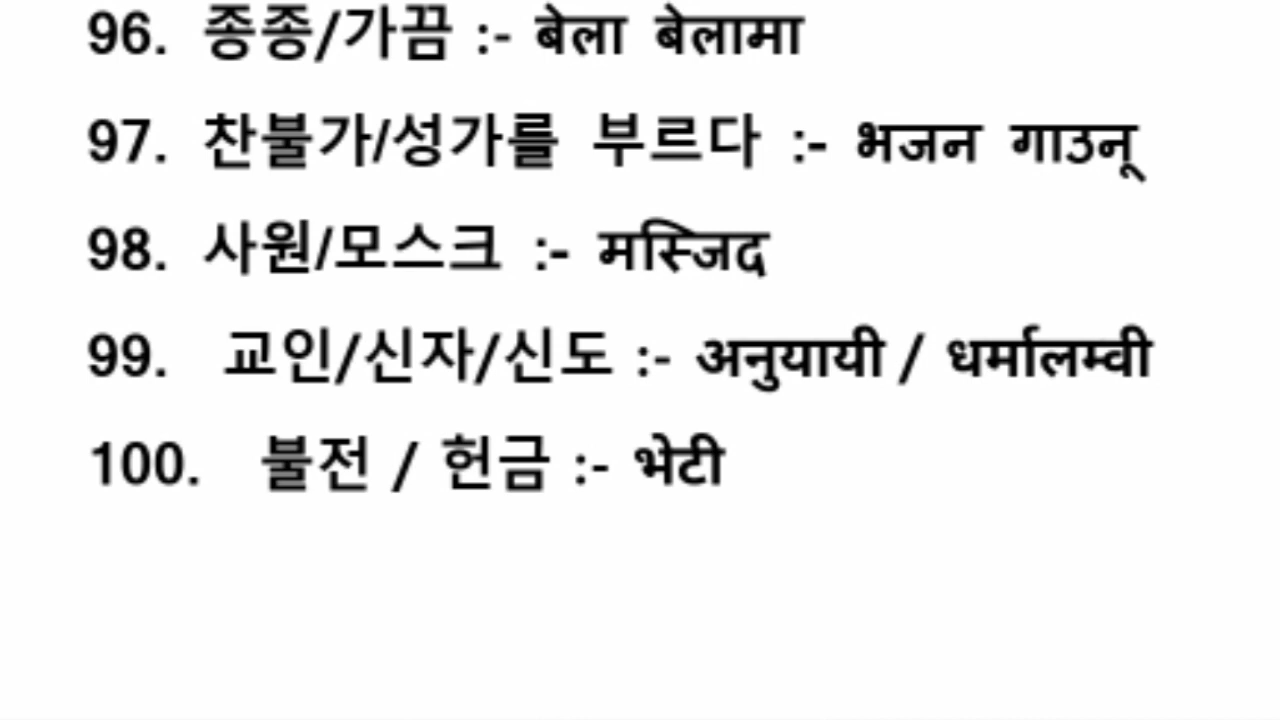 96. 종종/가끔 :- बेला बेलामा
97. 찬불가/성가를 부르다 :- भजन गाउनू
98. 사원/모스크 :- मस्जिद
99. 교인/신자/신도 :- अनुयायी / धर्मालम्वी
100. 불전 / 헌금 :- भेटी